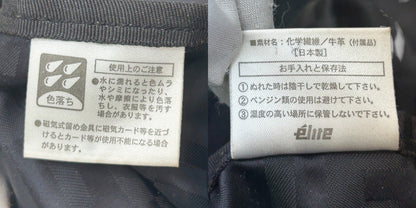 使用上のご注意
色落ち
●水に濡れると色ムラ
やシミになったり、
水や摩擦により色落
ちし、衣服等を汚す
場合があります。
●磁気式留め金具に磁気カード等を近
づけるとカード等が使用不能になる
場合があります。
■素材名:化学繊維／牛革(付属品)
【日本製】
お手入れと保存法
①ぬれた時は陰干しで乾燥して下さい。
②ベンジン類の使用は避けて下さい。
③湿度の高い場所に保管しないで下さい。